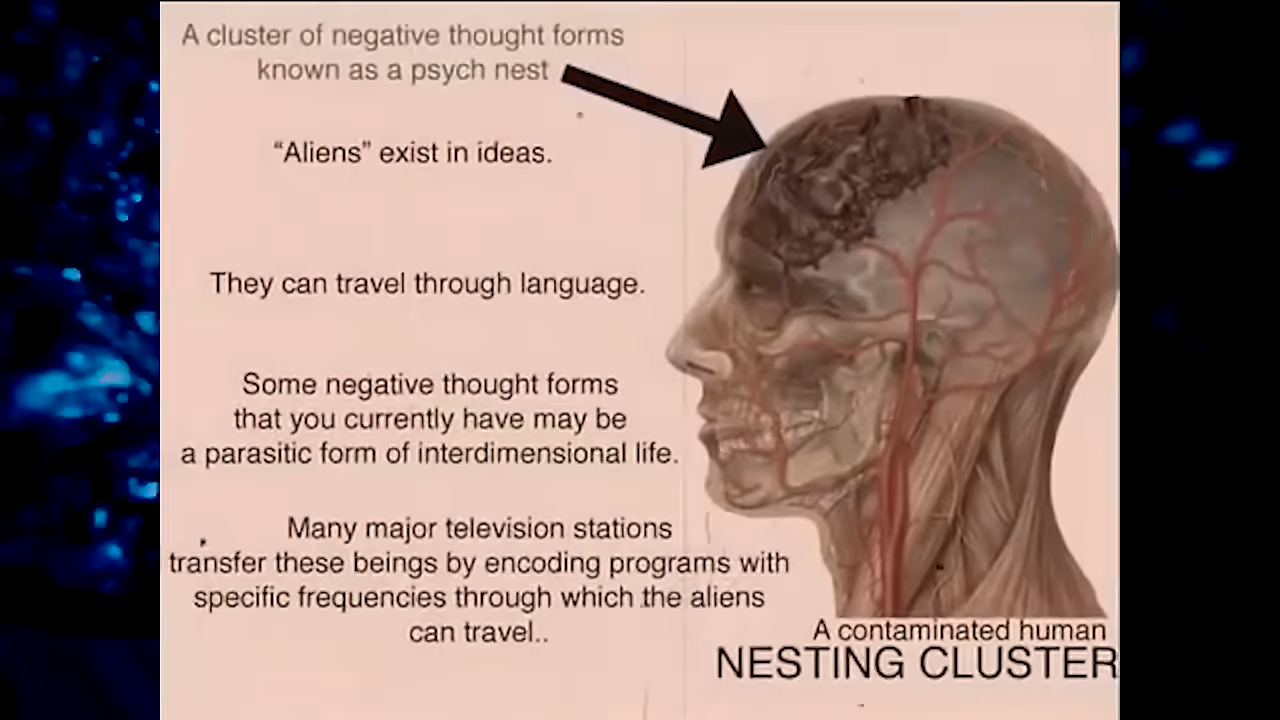 A cluster of negative thought forms
known as a psych nest
“Aliens” exist in ideas.
They can travel through language.
Some negative thought forms
that you currently have may be
a parasitic form of interdimensional life.
Many major television stations
transfer these beings by encoding programs with
specific frequencies through which the aliens
can travel..
A contaminated human
NESTING CLUSTER